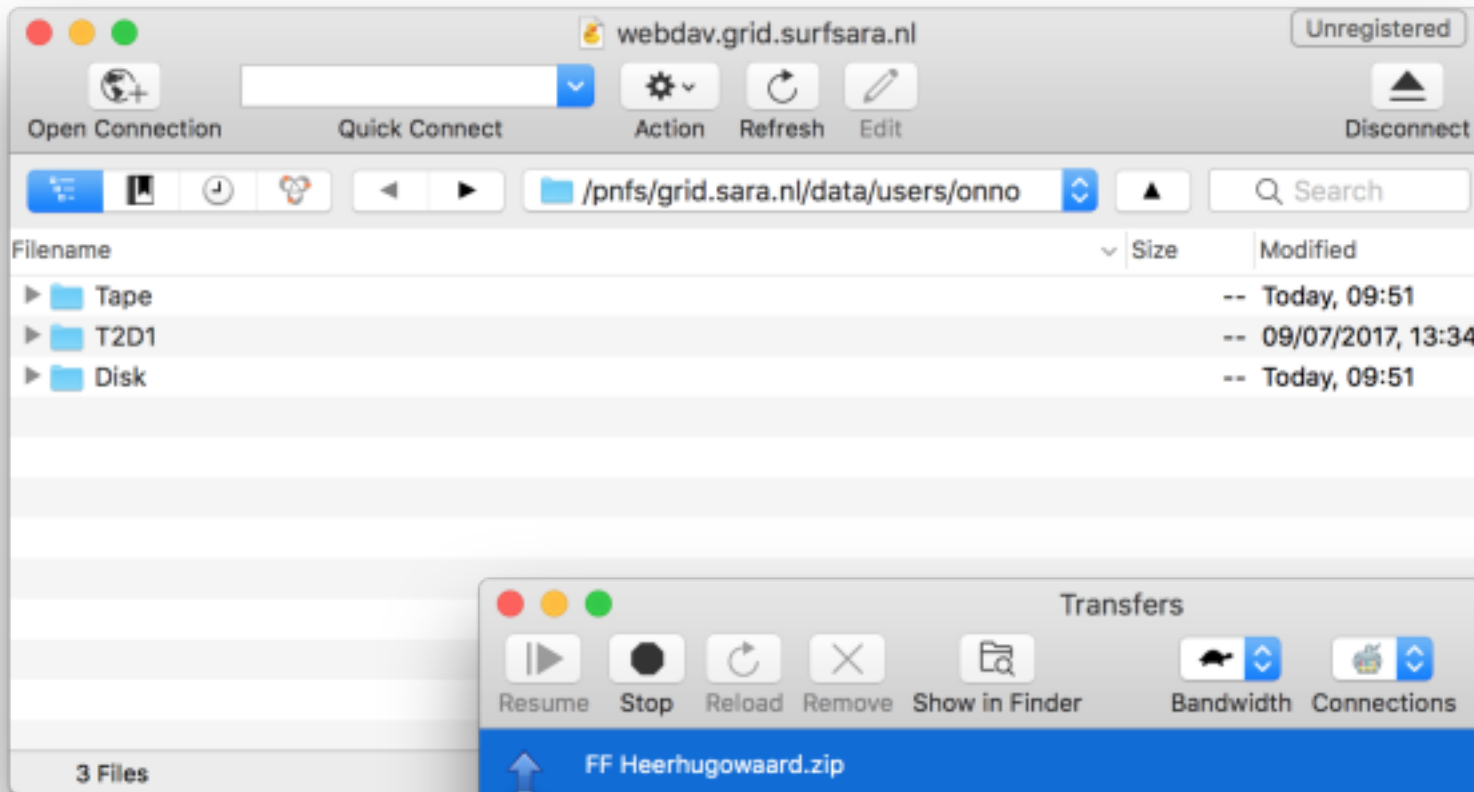 webdav.grid.surfsara.nl
Unregistered
Open Connection Quick Connect Action Refresh Edit Disconnect
/pnfs/grid.sara.nl/data/users/onno Search
Filename Size Modified
Tape -- Today, 09:51
T2D1 -- 09/07/2017, 13:34
Disk -- Today, 09:51
Transfers
Resume Stop Reload Remove Show in Finder Bandwidth Connections
FF Heerhugowaard.zip
3 Files